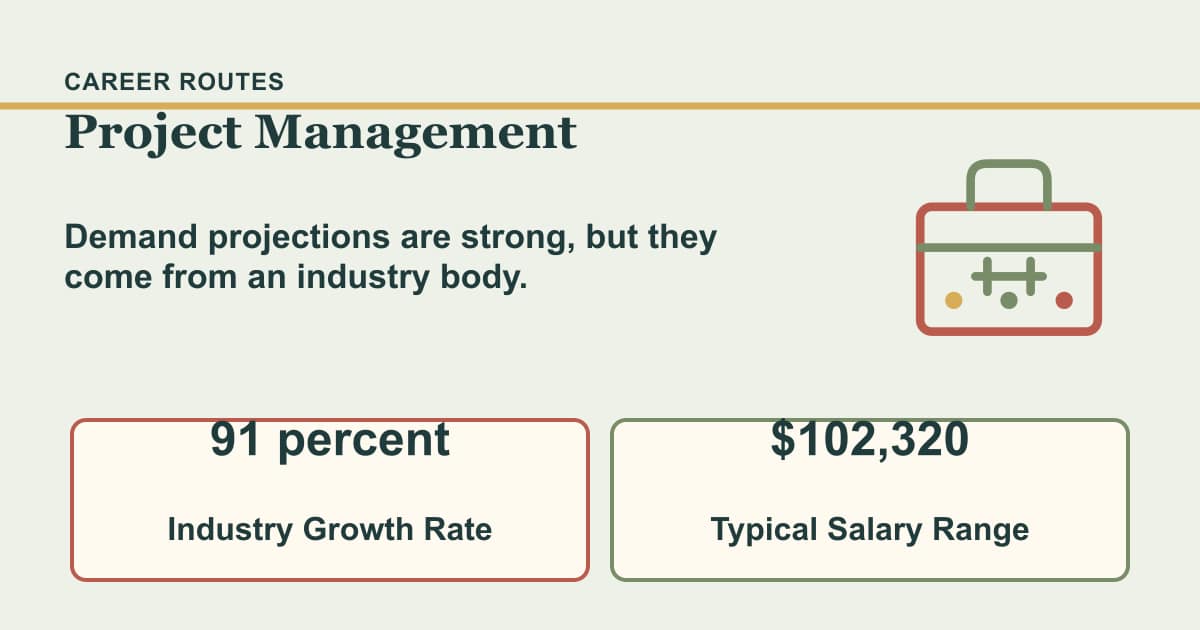 CAREER ROUTES
Project Management
Demand projections are strong, but they
come from an industry body.
91 percent
Industry Growth Rate
$102,320
Typical Salary Range